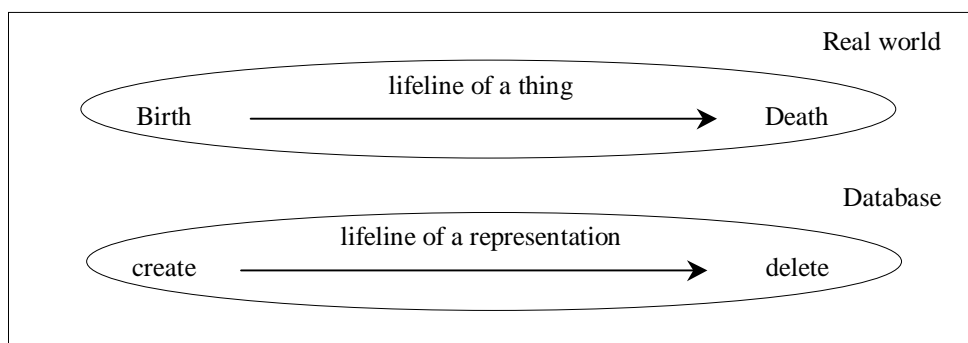 Real world
lifeline of a thing
Birth Death
Database
lifeline of a representation
create delete